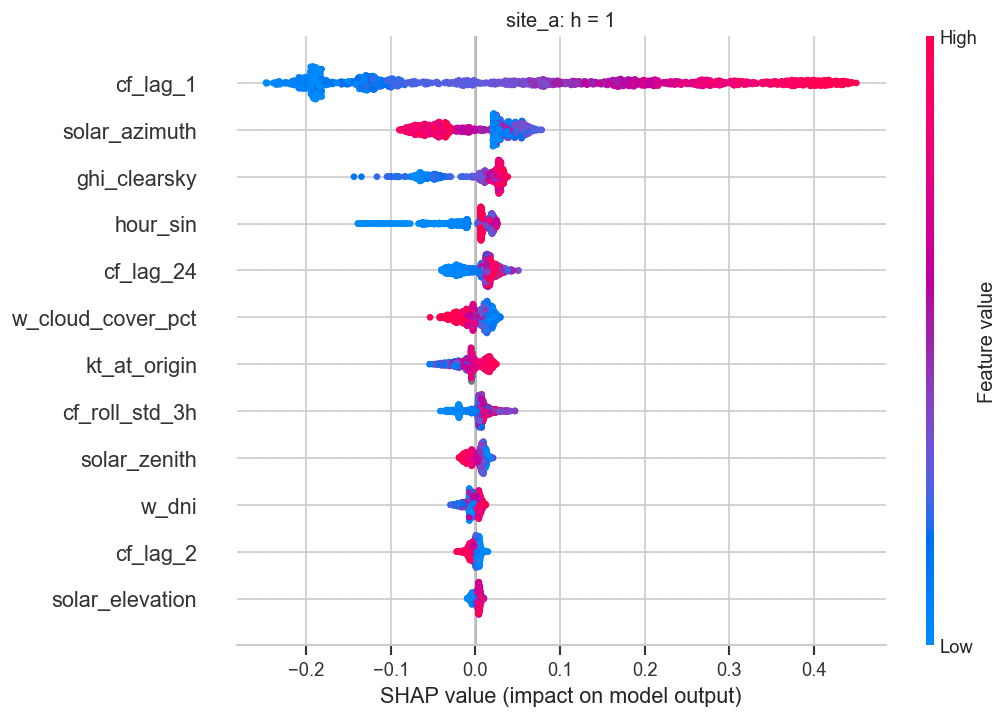 site_a: h = 1
High
cf_lag_1
solar_azimuth
ghi_clearsky
hour_sin
cf_lag_24
w_cloud_cover_pct
kt_at_origin
cf_roll_std_3h
solar_zenith
w_dni
cf_lag_2
solar_elevation
Feature value
Low
−0.2 −0.1 0.0 0.1 0.2 0.3 0.4
SHAP value (impact on model output)